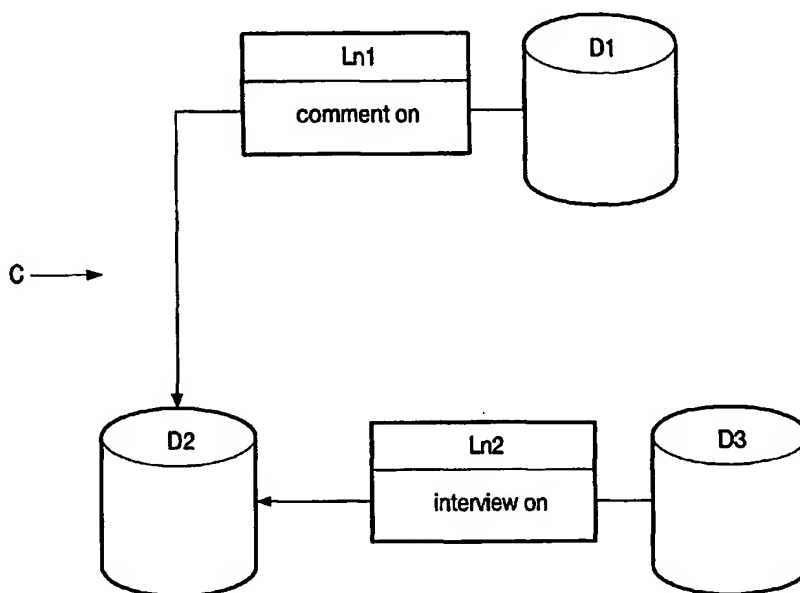 Ln1
D1
comment on
C
D2
Ln2
D3
interview on